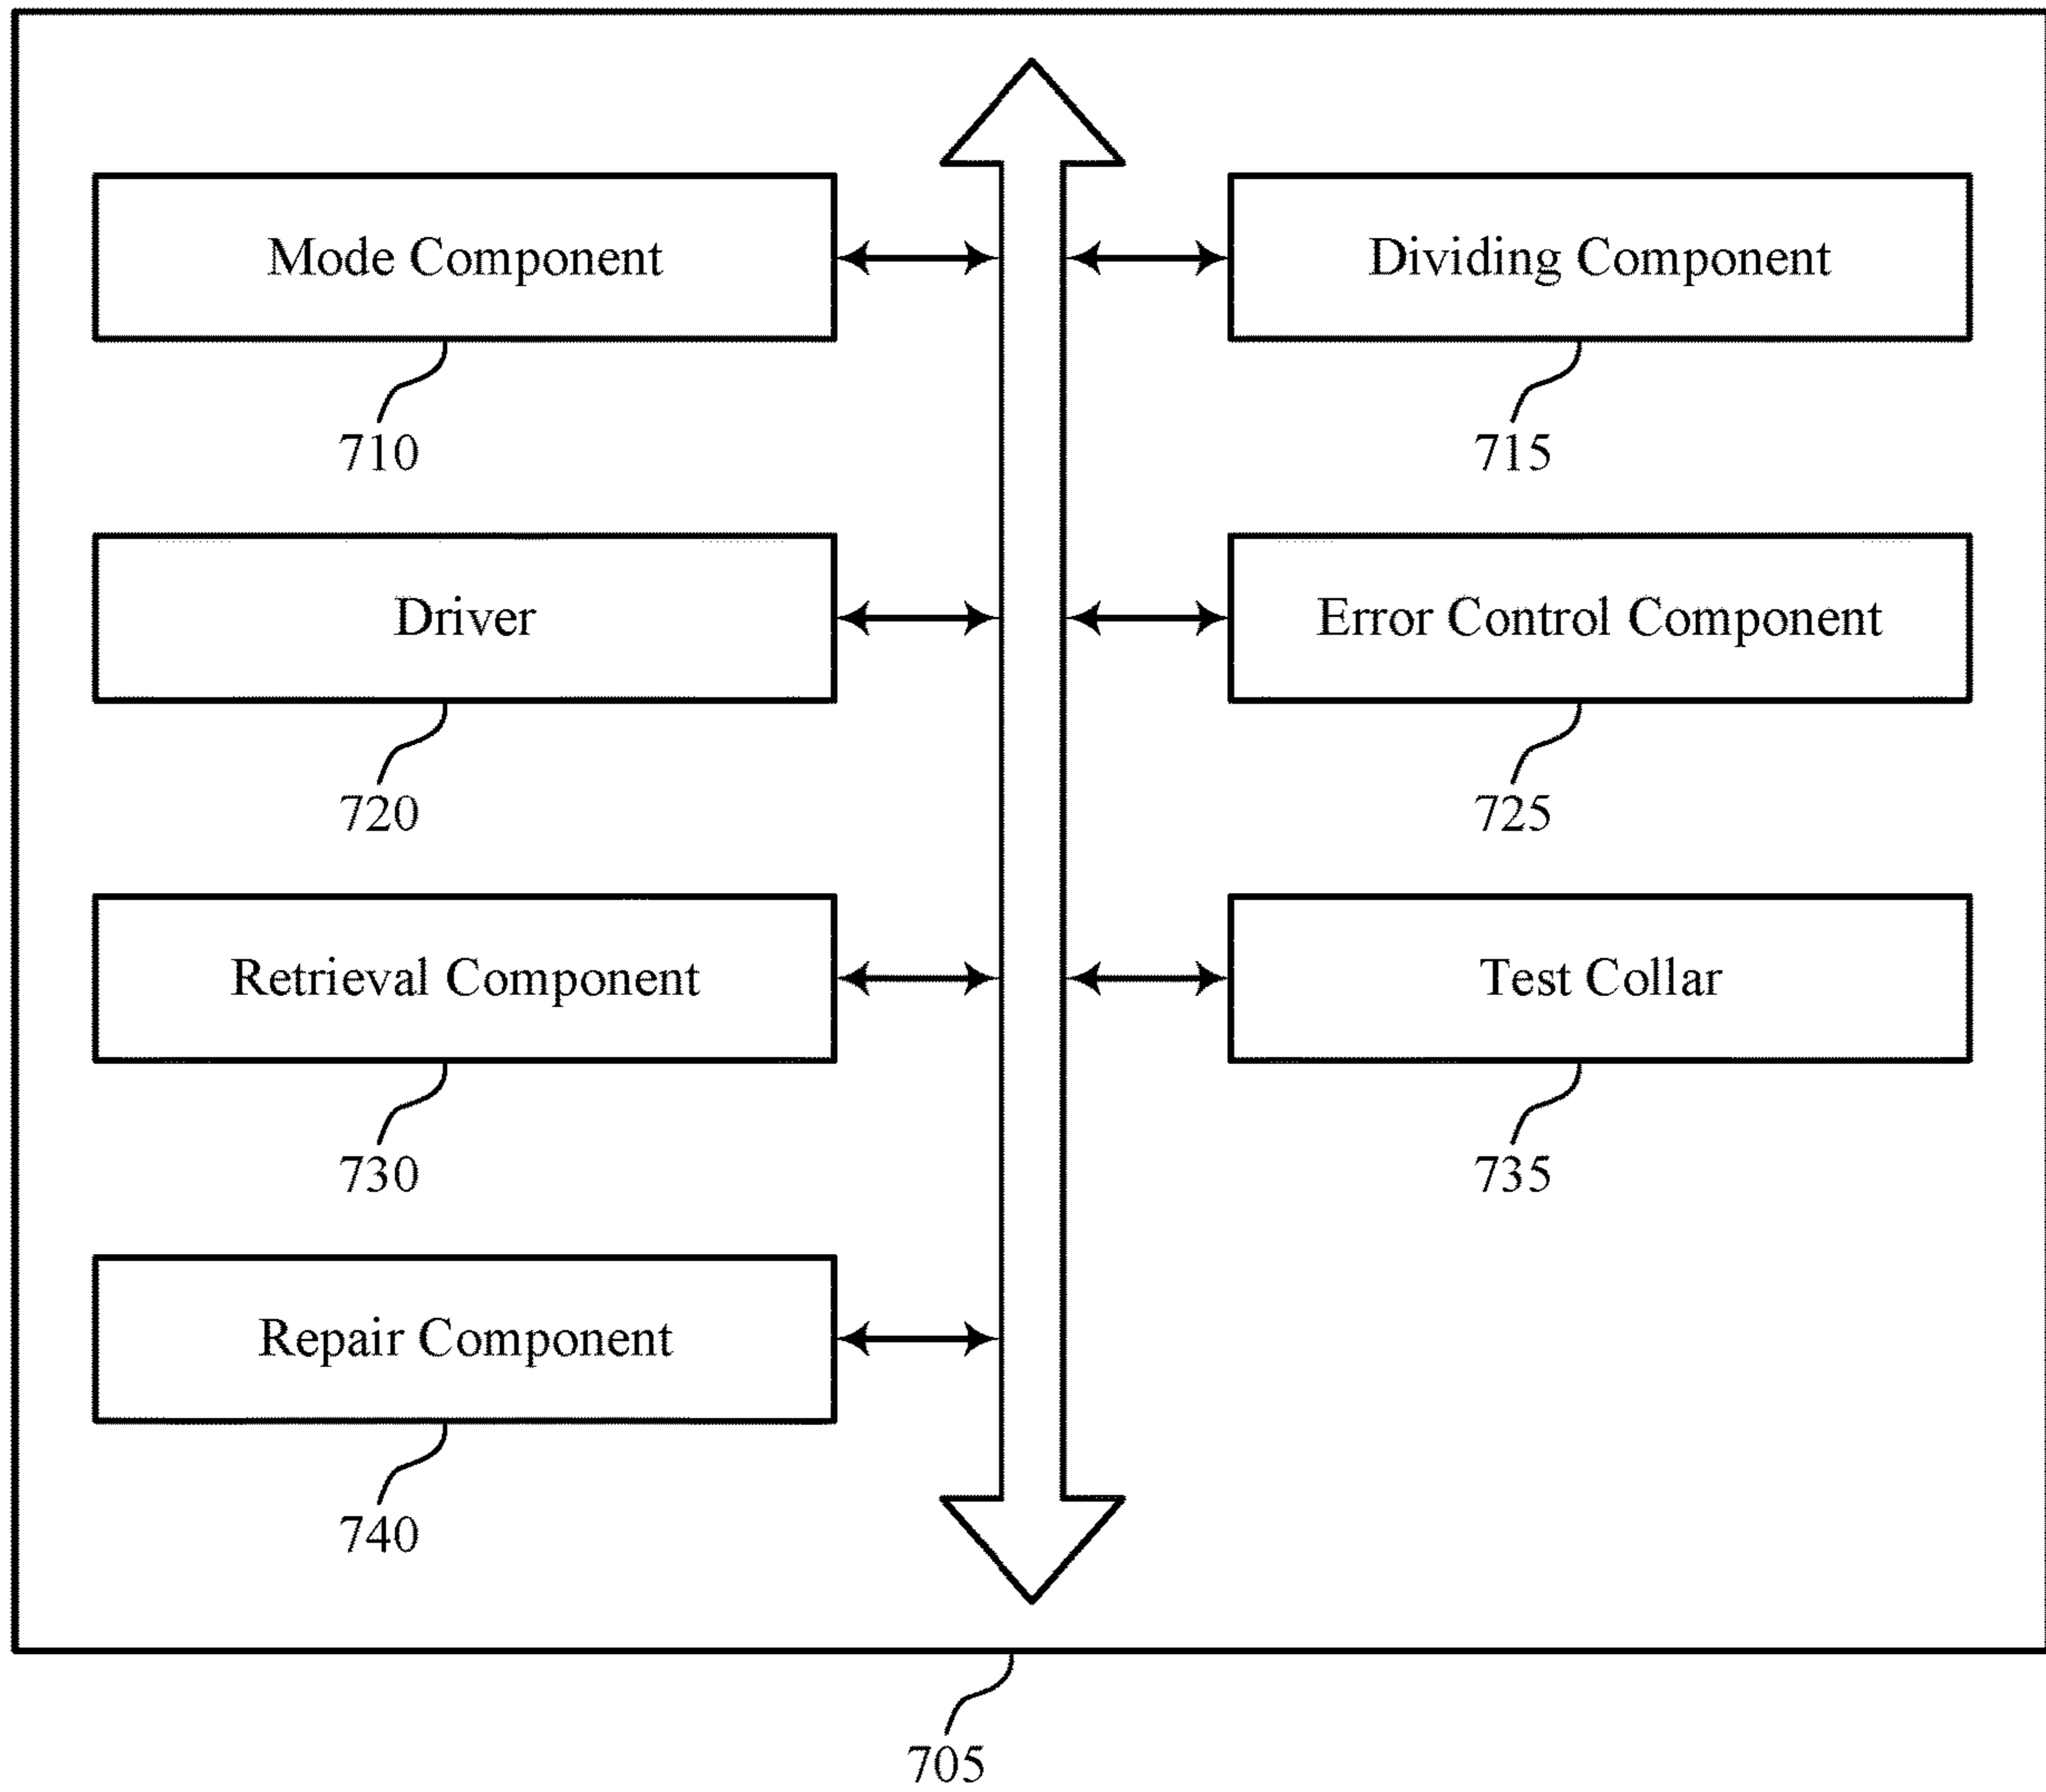 Mode Component
Dividing Component
710
715
Driver
Error Control Component
720
725
Retrieval Component
Test Collar
730
735
Repair Component
740
705